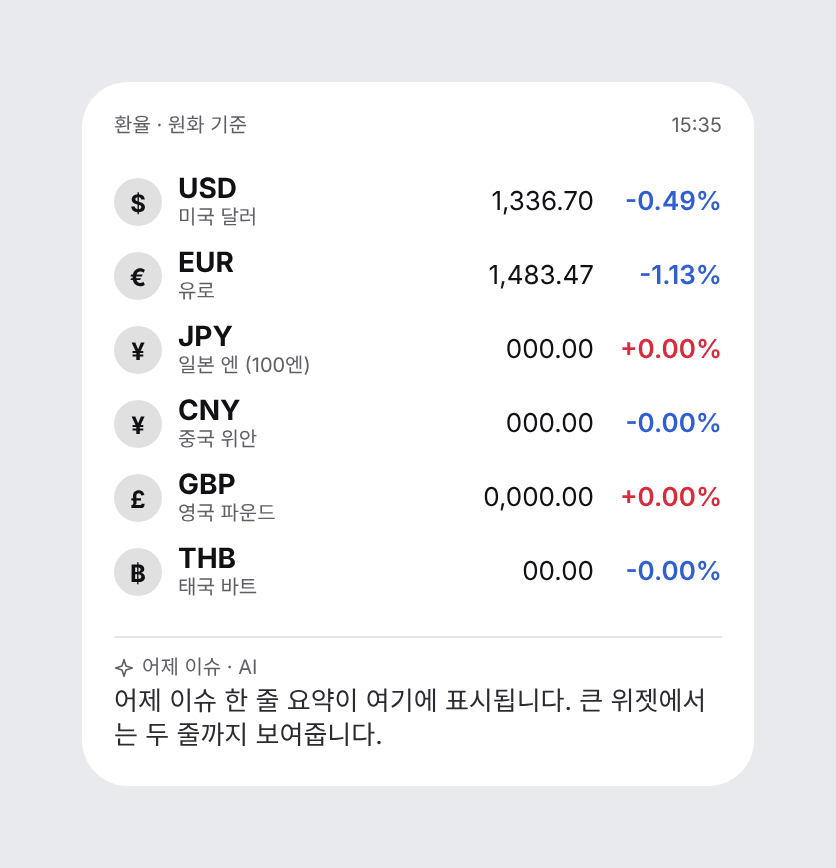 환율 · 원화 기준 15:35
$ USD 1,336.70 -0.49%
미국 달러
€ EUR 1,483.47 -1.13%
유로
¥ JPY 000.00 +0.00%
일본 엔 (100엔)
¥ CNY 000.00 -0.00%
중국 위안
£ GBP 0,000.00 +0.00%
영국 파운드
฿ THB 00.00 -0.00%
태국 바트
어제 이슈 · AI
어제 이슈 한 줄 요약이 여기에 표시됩니다. 큰 위젯에서
는 두 줄까지 보여줍니다.